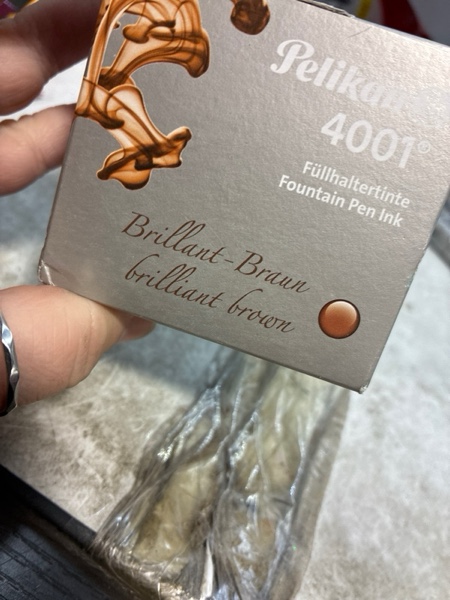 Pelikan
4001®
Füllhaltertinte
Fountain Pen Ink
Brillant-Braun
brilliant brown